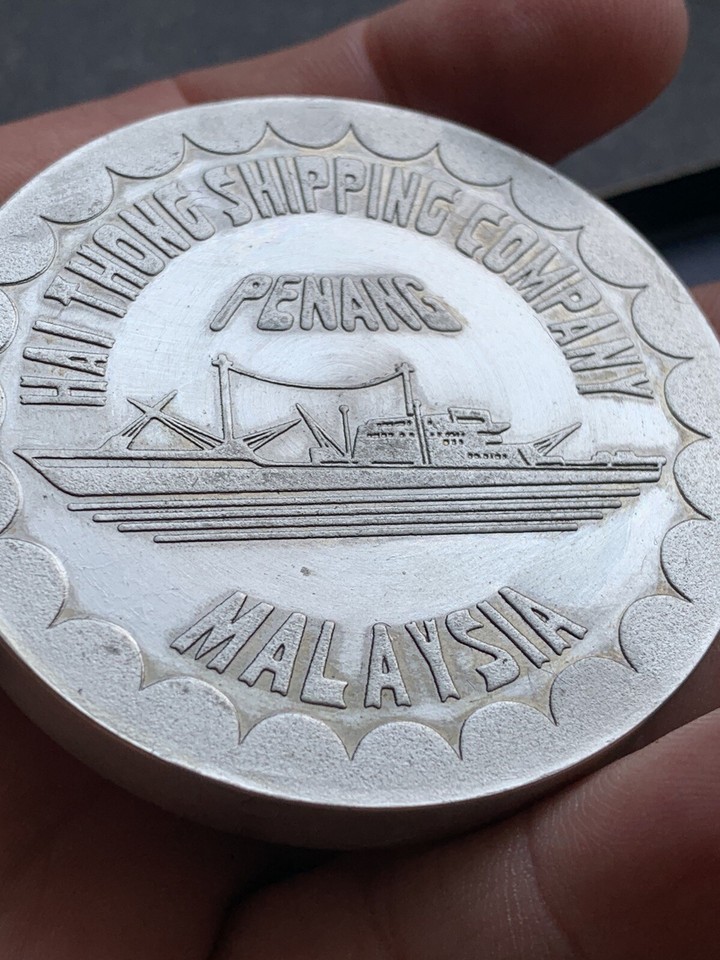 HAI THONG SHIPPING COMPANY
PENANG
MALAYSIA